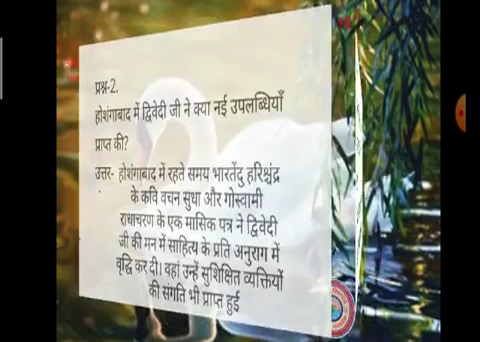 प्रश्न-2.
होशंगाबाद में द्विवेदी जी ने क्या नई उपलब्धियाँ
प्राप्त की?
उत्तर- होशंगाबाद में रहते समय भारतेंदु हरिश्चंद्र
के कवि वचन सुधा और गोस्वामी
राधाचरण के एक मासिक पत्र ने द्विवेदी
जी की मन में साहित्य के प्रति अनुराग में
वृद्धि कर दी। वहां उन्हें सुशिक्षित व्यक्तियों
की संगति भी प्राप्त हुई